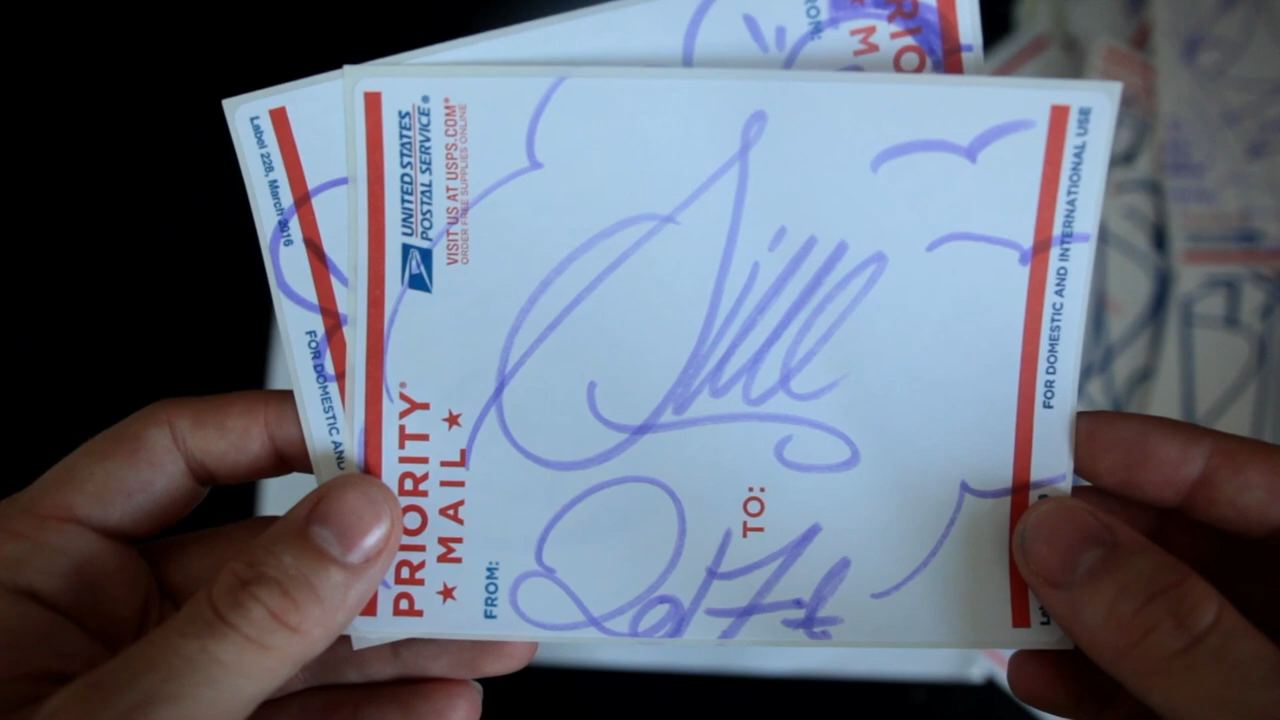 UNITED STATES
POSTAL SERVICE®
VISIT US AT USPS.COM®
ORDER FREE SUPPLIES ONLINE
PRIORITY®
★ MAIL ★
FROM:
TO:
FOR DOMESTIC AND INTERNATIONAL USE
Label 228, March 2016
FOR DOMESTIC AND
PRIO
★ M